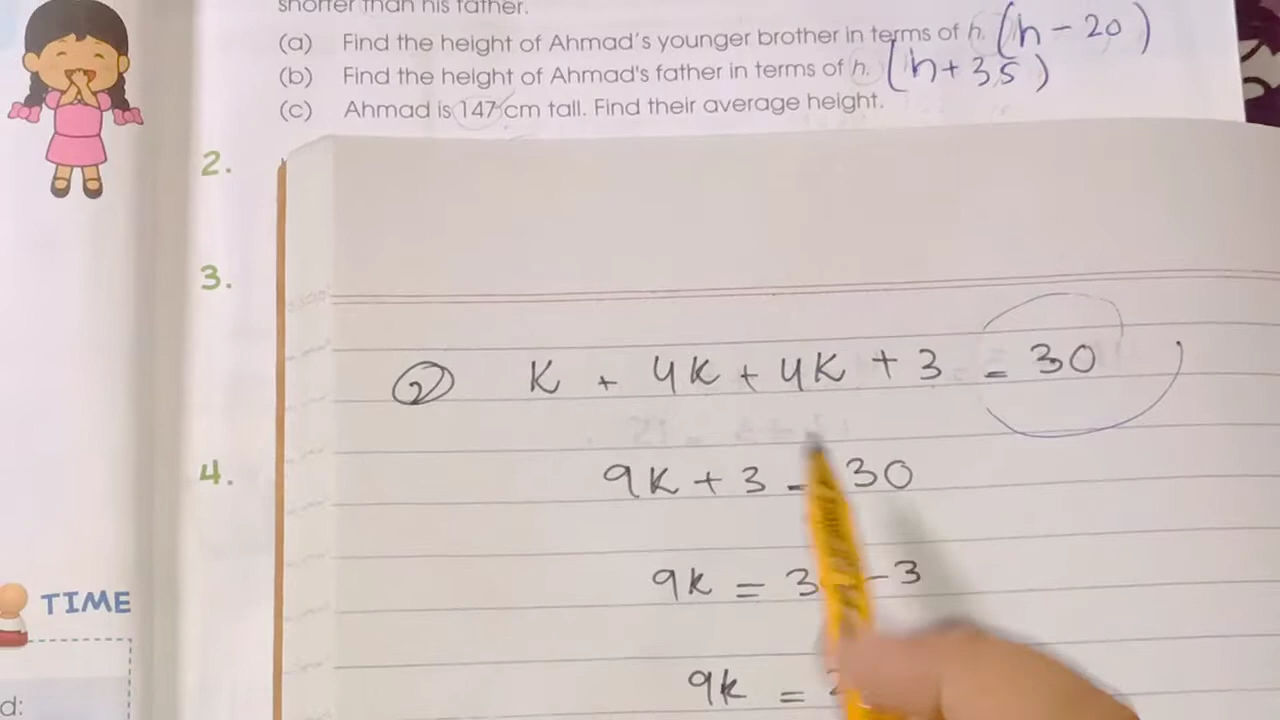 shorter than his father.
(a) Find the height of Ahmad's younger brother in terms of h. (h - 20)
(b) Find the height of Ahmad's father in terms of h. (h + 35)
(c) Ahmad is 147 cm tall. Find their average height.
2.
3.
② K + 4K + 4K + 3 = 30
4.
9K + 3 = 30
9k = 3 - 3
TIME
9k =
d: